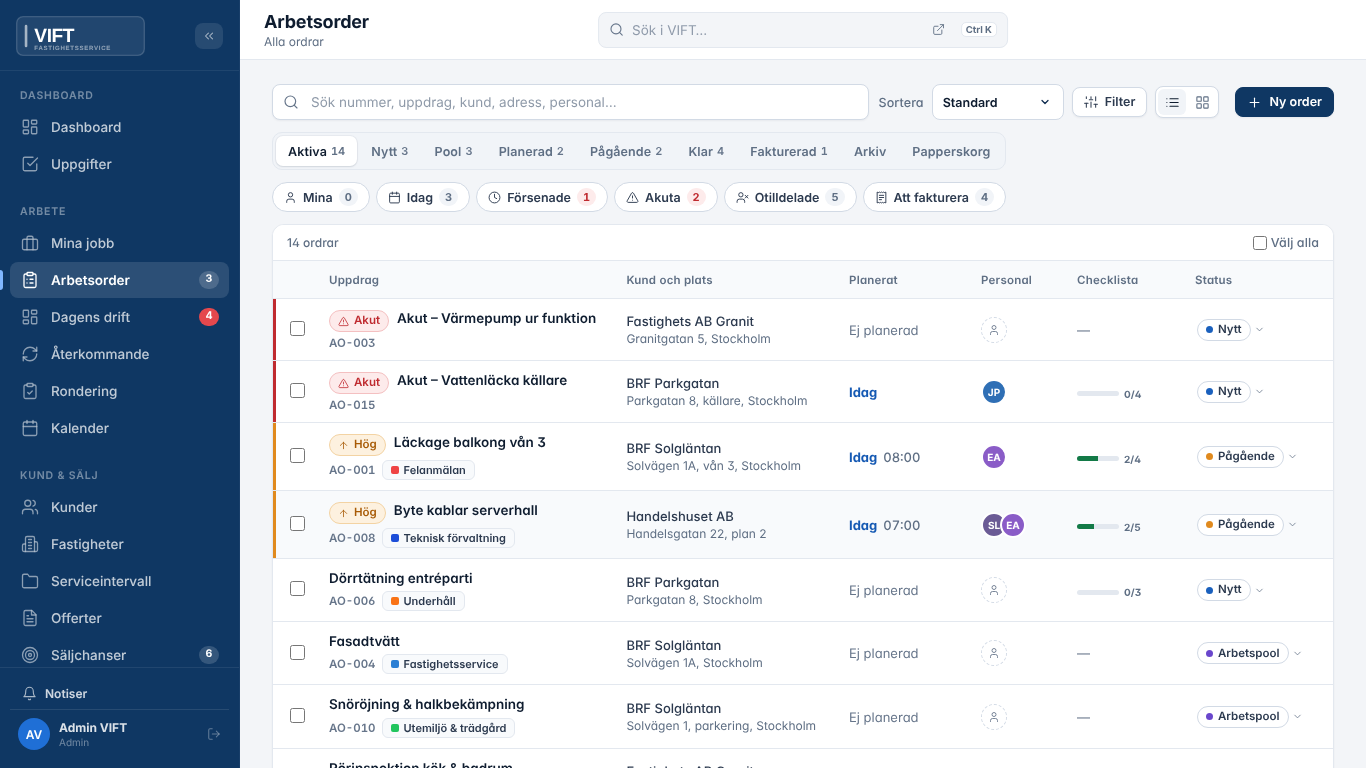 VIFT
FASTIGHETSSERVICE
DASHBOARD
Dashboard
Uppgifter
ARBETE
Mina jobb
Arbetsorder 3
Dagens drift 4
Återkommande
Rondering
Kalender
KUND & SÄLJ
Kunder
Fastigheter
Serviceintervall
Offerter
Säljchanser 6
Notiser
AV Admin VIFT
Admin
Arbetsorder
Alla ordrar
Sök i VIFT... Ctrl K
Sök nummer, uppdrag, kund, adress, personal... Sortera Standard Filter Ny order
Aktiva 14 Nytt 3 Pool 3 Planerad 2 Pågående 2 Klar 4 Fakturerad 1 Arkiv Papperskorg
Mina 0 Idag 3 Försenade 1 Akuta 2 Otilldelade 5 Att fakturera 4
14 ordrar Välj alla
Uppdrag Kund och plats Planerat Personal Checklista Status
Akut Akut – Värmepump ur funktion
AO-003
Fastighets AB Granit
Granitgatan 5, Stockholm
Ej planerad — Nytt
Akut Akut – Vattenläcka källare
AO-015
BRF Parkgatan
Parkgatan 8, källare, Stockholm
Idag JP 0/4 Nytt
Hög Läckage balkong vån 3
AO-001 Felanmälan
BRF Solgläntan
Solvägen 1A, vån 3, Stockholm
Idag 08:00 EA 2/4 Pågående
Hög Byte kablar serverhall
AO-008 Teknisk förvaltning
Handelshuset AB
Handelsgatan 22, plan 2
Idag 07:00 SL EA 2/5 Pågående
Dörrtätning entréparti
AO-006 Underhåll
BRF Parkgatan
Parkgatan 8, Stockholm
Ej planerad 0/3 Nytt
Fasadtvätt
AO-004 Fastighetsservice
BRF Solgläntan
Solvägen 1A, Stockholm
Ej planerad — Arbetspool
Snöröjning & halkbekämpning
AO-010 Utemiljö & trädgård
BRF Solgläntan
Solvägen 1, parkering, Stockholm
Ej planerad — Arbetspool
Rörinspektion kök & badrum
Fastighets AB Granit